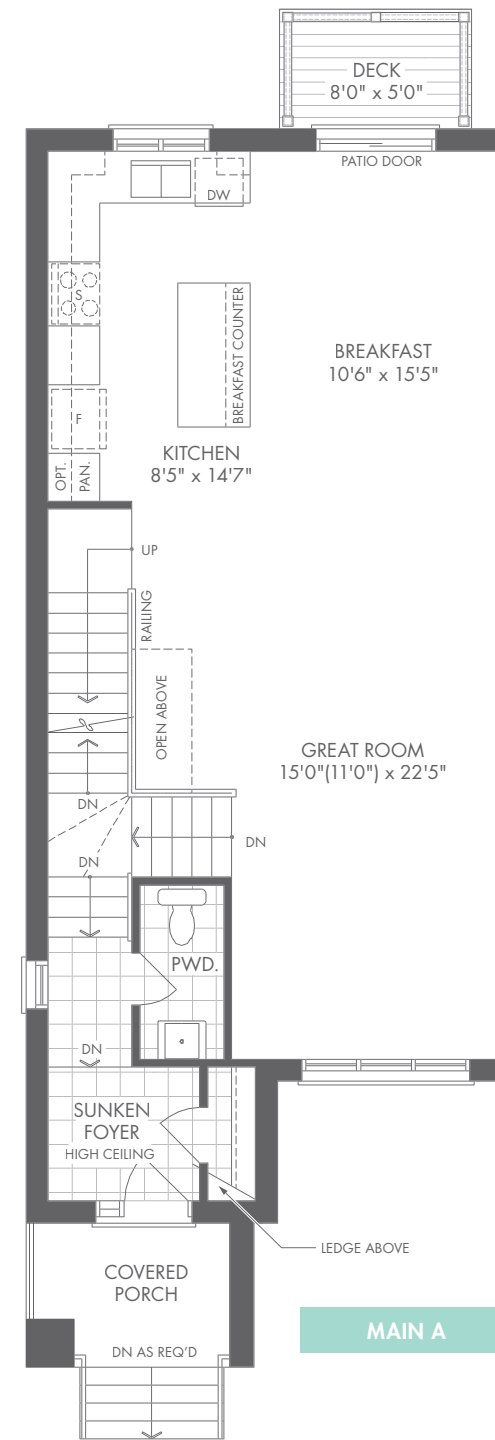 DECK
8'0" x 5'0"
PATIO DOOR
DW
S
BREAKFAST COUNTER
BREAKFAST
10'6" x 15'5"
F
KITCHEN
8'5" x 14'7"
OPT.
PAN.
UP
RAILING
OPEN ABOVE
GREAT ROOM
15'0"(11'0") x 22'5"
DN
DN
DN
PWD.
DN
SUNKEN
FOYER
HIGH CEILING
LEDGE ABOVE
COVERED
PORCH
MAIN A
DN AS REQ'D